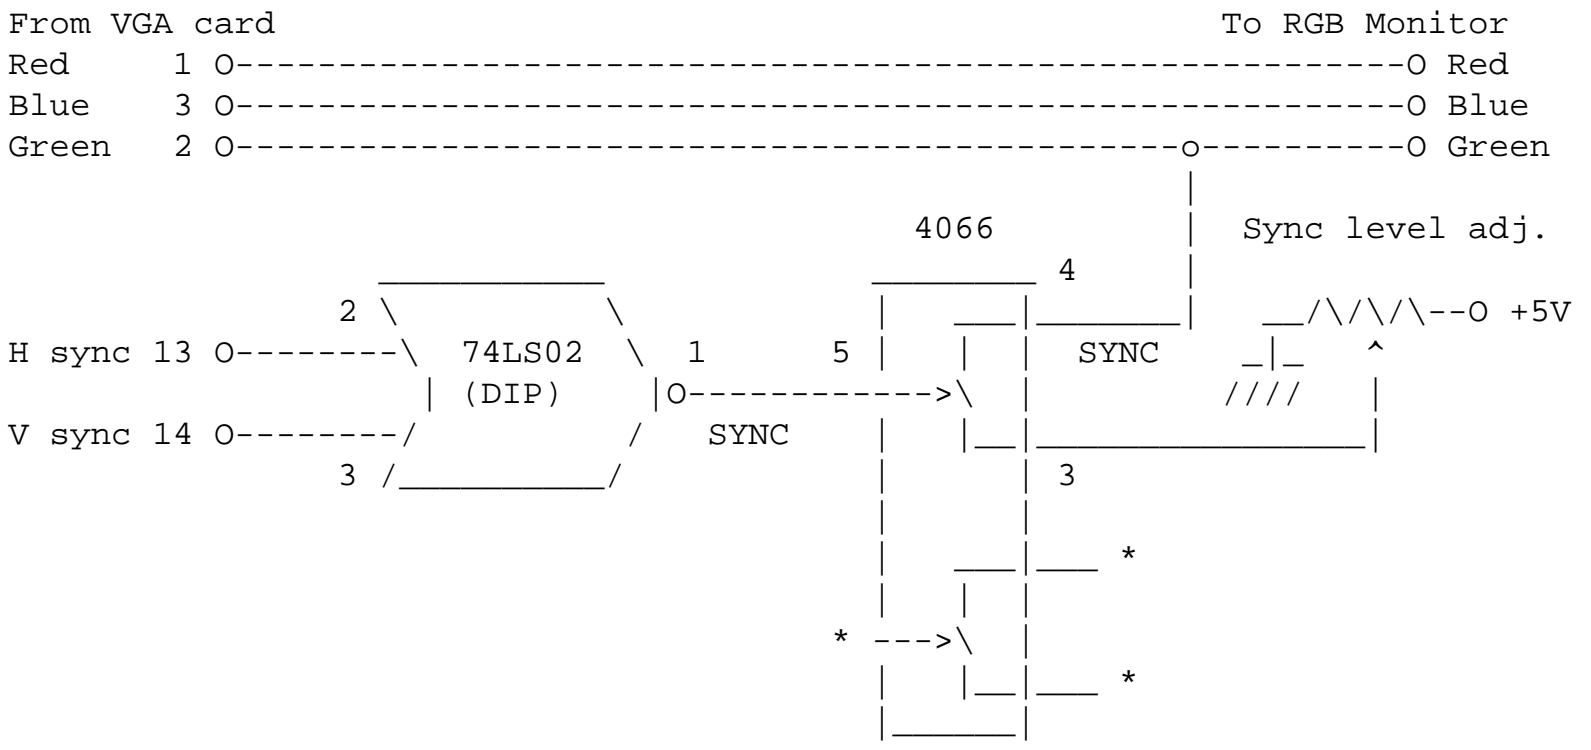 From VGA card To RGB Monitor
Red 1 O---------------------------------------------------------O Red
Blue 3 O---------------------------------------------------------O Blue
Green 2 O----------------------------------------------o----------O Green
4066 Sync level adj.
4
2 __/\/\/\--O +5V
H sync 13 O--------\ 74LS02 \ 1 5 SYNC ^
(DIP) |O------------>\ ////
V sync 14 O--------/ / SYNC
3 3
*
* --->\
*